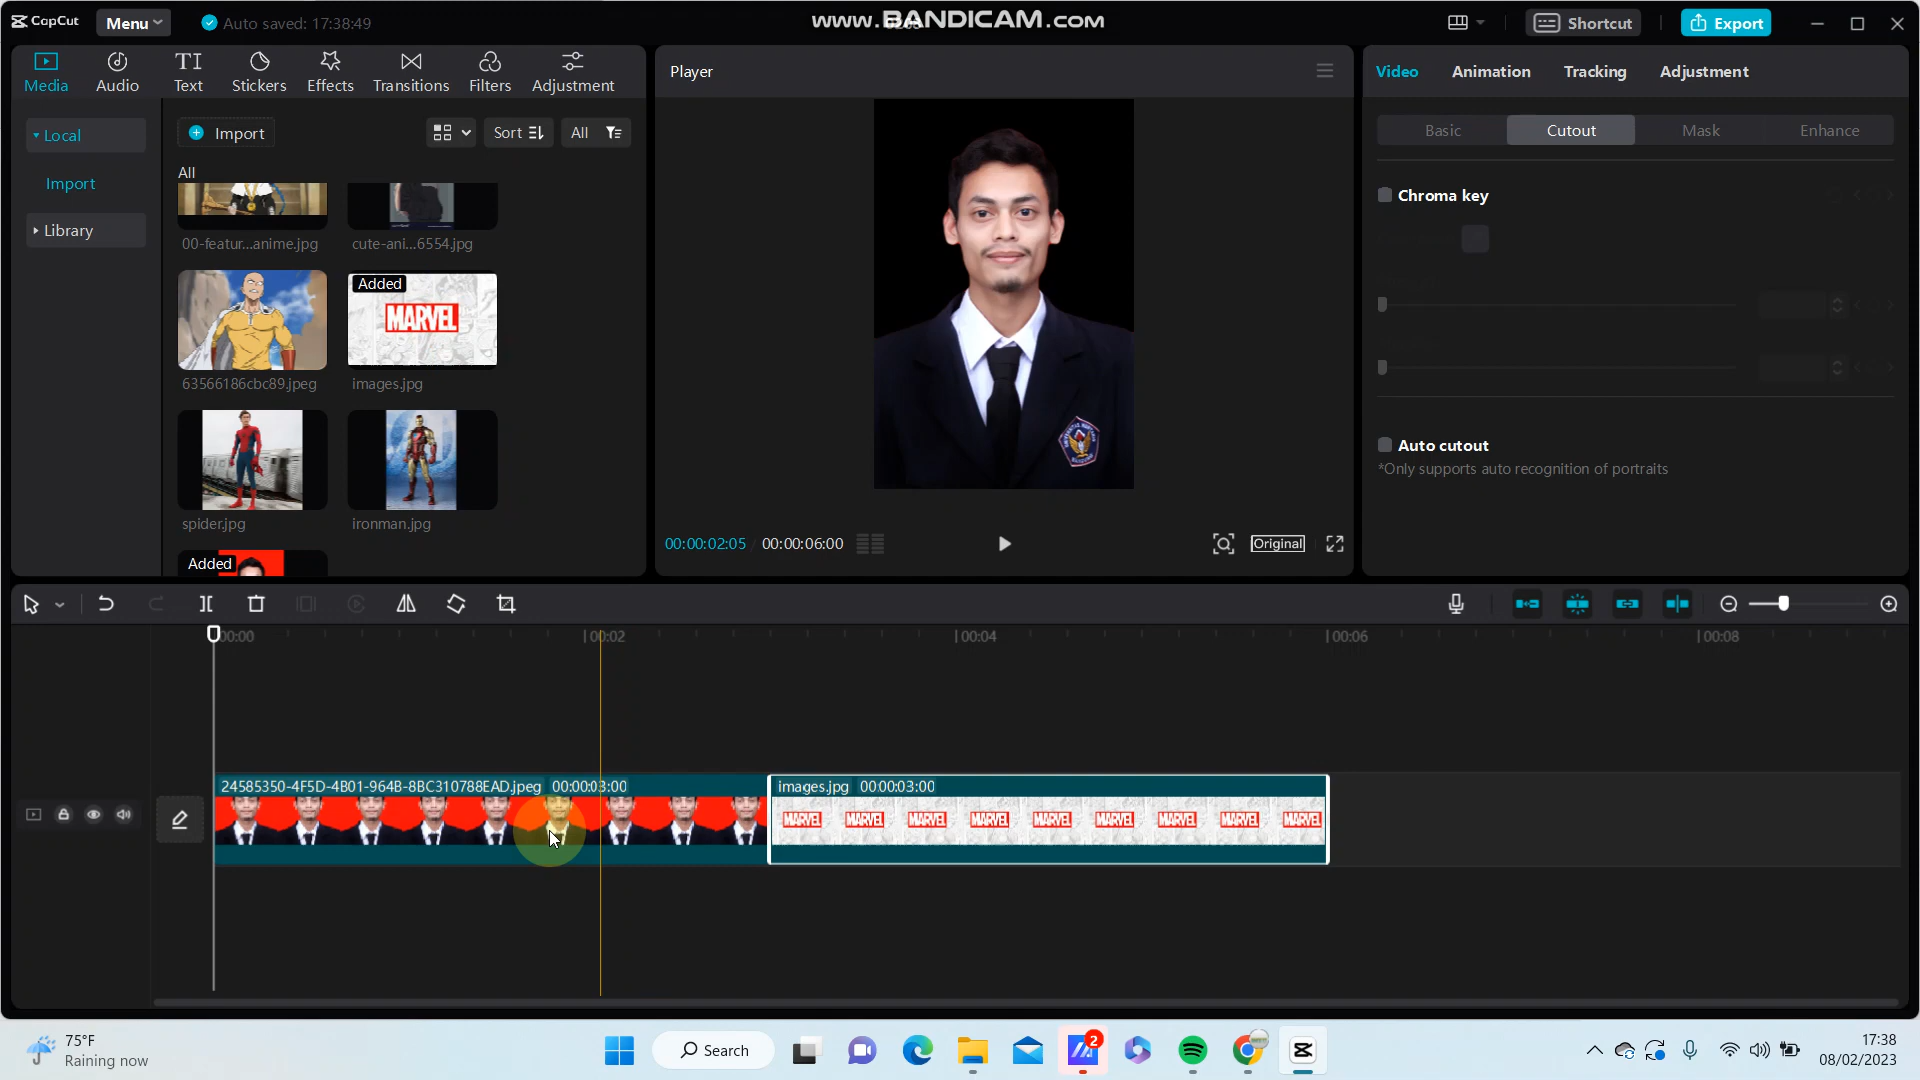 CapCut
Menu
Auto saved: 17:38:49
www.BANDICAM.com
Shortcut
Export
Media
Audio
Text
Stickers
Effects
Transitions
Filters
Adjustment
Local
Import
Library
Import
Sort
All
All
00-featur...anime.jpg
cute-ani...6554.jpg
63566186cbc89.jpeg
Added
MARVEL
images.jpg
spider.jpg
ironman.jpg
Added
Player
00:00:02:05
00:00:06:00
Original
Video
Animation
Tracking
Adjustment
Basic
Cutout
Mask
Enhance
Chroma key
Auto cutout
*Only supports auto recognition of portraits
00:00
00:02
00:04
00:06
00:08
24585350-4F5D-4B01-964B-8BC310788EAD.jpeg 00:00:03:00
images.jpg 00:00:03:00
MARVEL MARVEL MARVEL MARVEL MARVEL MARVEL MARVEL MARVEL MARVEL
75°F
Raining now
Search
2
17:38
08/02/2023